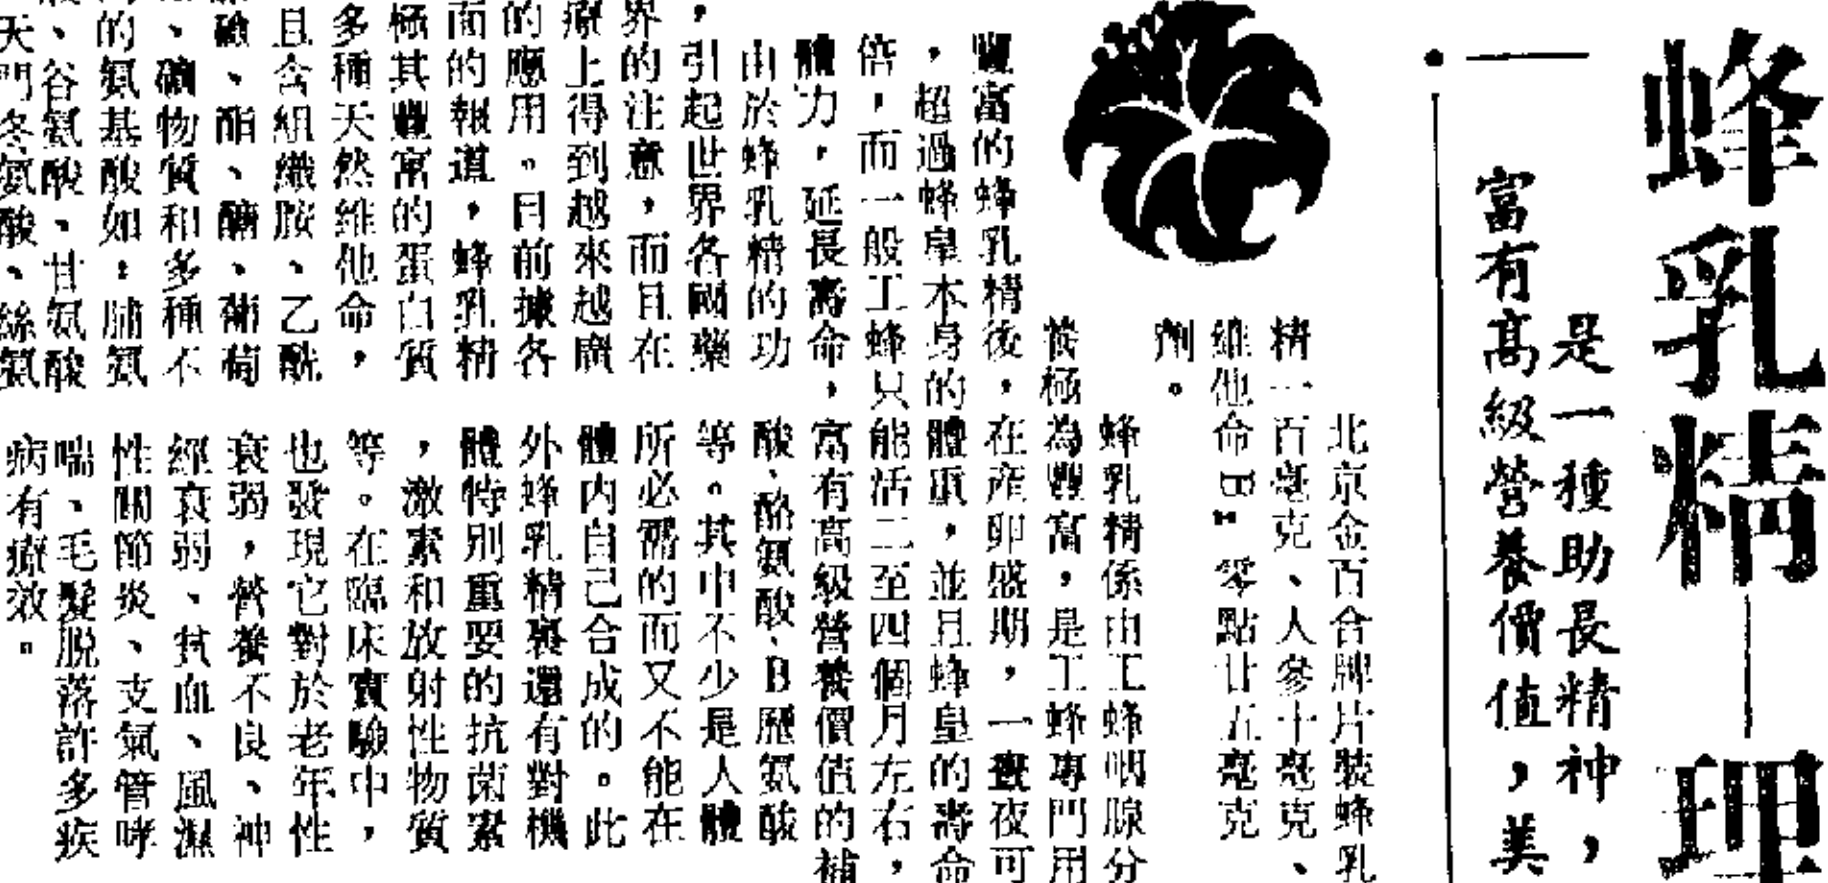 蜂乳精—理
是一種助長精神，
富有高級營養價值，美
北京金百合牌片裝蜂乳
精一百毫克、人參十毫克、
維他命B1零點廿五毫克
劑。
蜂乳精係由工蜂咽腺分
養極為豐富，是工蜂專門用
豐富的蜂乳精後，在産卵盛期，一晝夜可
，超過蜂皇本身的體重，並且蜂皇的壽命
倍，而一般工蜂只能活二至四個月左右，
體力，延長壽命，富有高級營養價值的補
由於蜂乳精的功
，引起世界各國藥
界的注意，而且在
療上得到越來越廣
的應用。目前據各
面的報道，蜂乳精
極其豐富的蛋白質
多種天然維他命，
且含組織胺、乙酰
鹼、酯、醣、葡萄
、礦物質和多種不
的氨基酸如：脯氨
、谷氨酸、甘氨酸
天門冬氨酸、絲氨
酸、酪氨酸、B羥氨酸
等。其中不少是人體
所必需的而又不能在
體内自己合成的。此
外蜂乳精裏還有對機
體特别重要的抗菌素
，激素和放射性物質
等。在臨床實驗中，
也發現它對於老年性
衰弱，營養不良、神
經衰弱、貧血、風濕
性關節炎、支氣管哮
喘、毛髮脱落許多疾
病有療效。